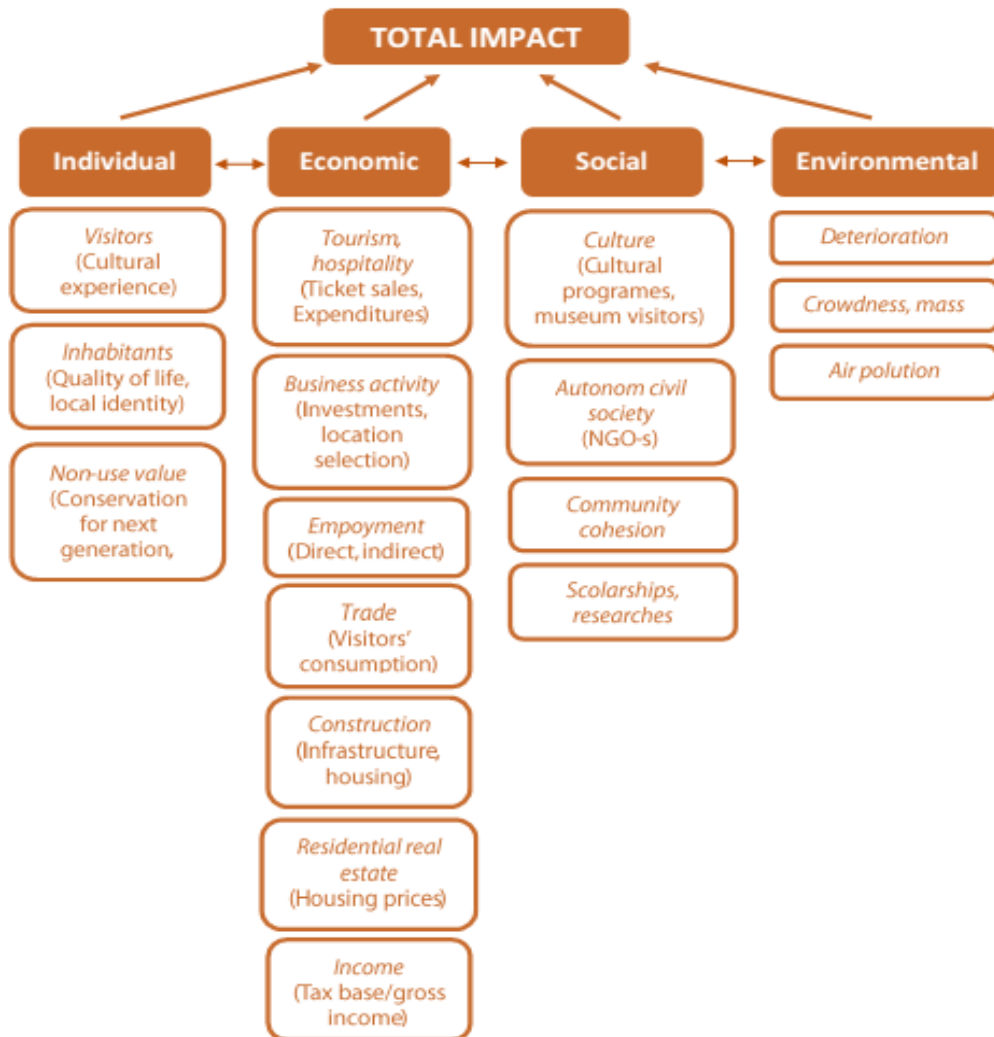 TOTAL IMPACT
Individual
Economic
Social
Environmental
Visitors
(Cultural
experience)
Inhabitants
(Quality of life,
local identity)
Non-use value
(Conservation
for next
generation,
Tourism,
hospitality
(Ticket sales,
Expenditures)
Business activity
(Investments,
location
selection)
Empoyment
(Direct, indirect)
Trade
(Visitors’
consumption)
Construction
(Infrastructure,
housing)
Residential real
estate
(Housing prices)
Income
(Tax base/gross
income)
Culture
(Cultural
programes,
museum visitors)
Autonom civil
society
(NGO-s)
Community
cohesion
Scolarships,
researches
Deterioration
Crowdness, mass
Air polution